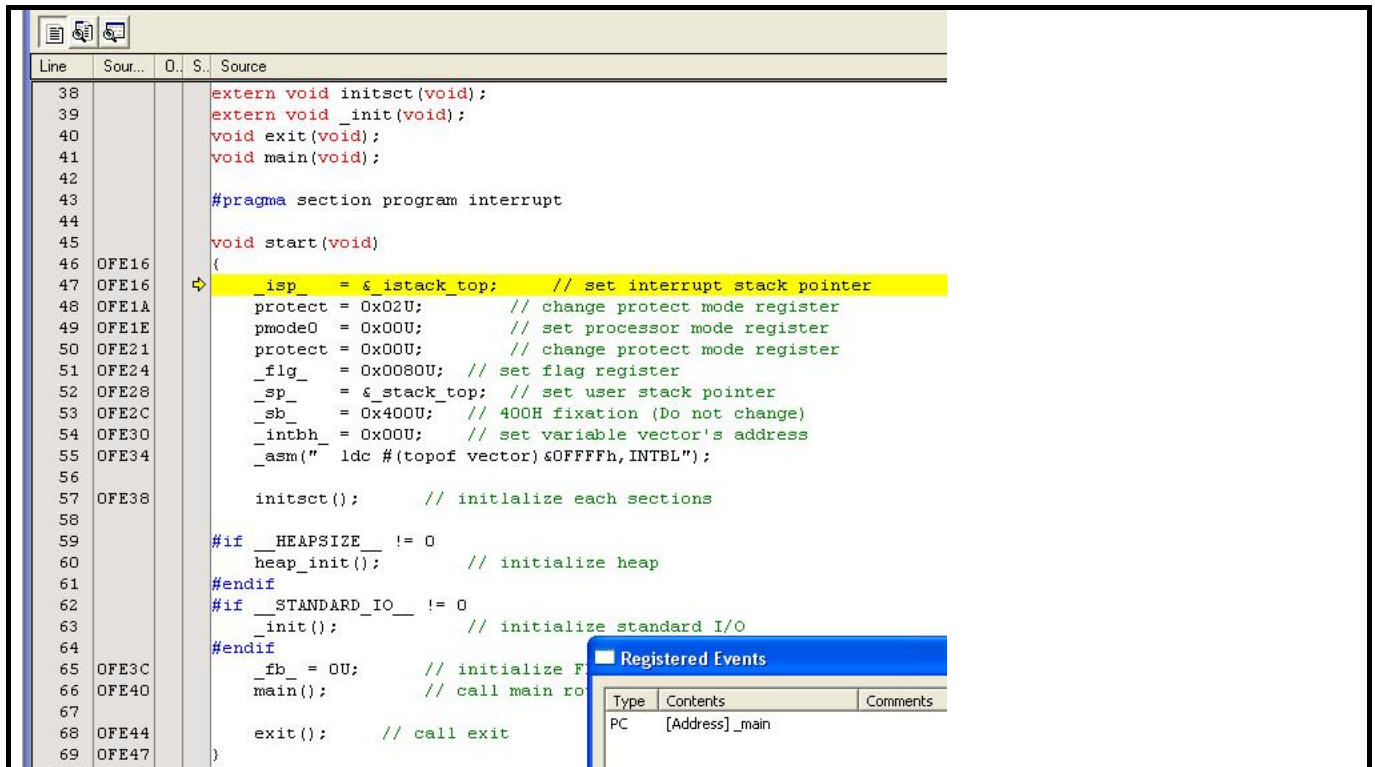 Line Sour... O.. S.. Source
38 extern void initsct(void);
39 extern void _init(void);
40 void exit(void);
41 void main(void);
42
43 #pragma section program interrupt
44
45 void start(void)
46 0FE16 {
47 0FE16 _isp_ = &_istack_top; // set interrupt stack pointer
48 0FE1A protect = 0x02U; // change protect mode register
49 0FE1E pmode0 = 0x00U; // set processor mode register
50 0FE21 protect = 0x00U; // change protect mode register
51 0FE24 _flg_ = 0x0080U; // set flag register
52 0FE28 _sp_ = &_stack_top; // set user stack pointer
53 0FE2C _sb_ = 0x400U; // 400H fixation (Do not change)
54 0FE30 _intbh_ = 0x00U; // set variable vector's address
55 0FE34 _asm(" ldc #(topof vector)&0FFFFh,INTBL");
56
57 0FE38 initsct(); // initlalize each sections
58
59 #if __HEAPSIZE__ != 0
60 heap_init(); // initialize heap
61 #endif
62 #if __STANDARD_IO__ != 0
63 _init(); // initialize standard I/O
64 #endif
65 0FE3C _fb_ = 0U; // initialize F
66 0FE40 main(); // call main ro
67
68 0FE44 exit(); // call exit
69 0FE47 }
Registered Events
Type Contents Comments
PC [Address] _main